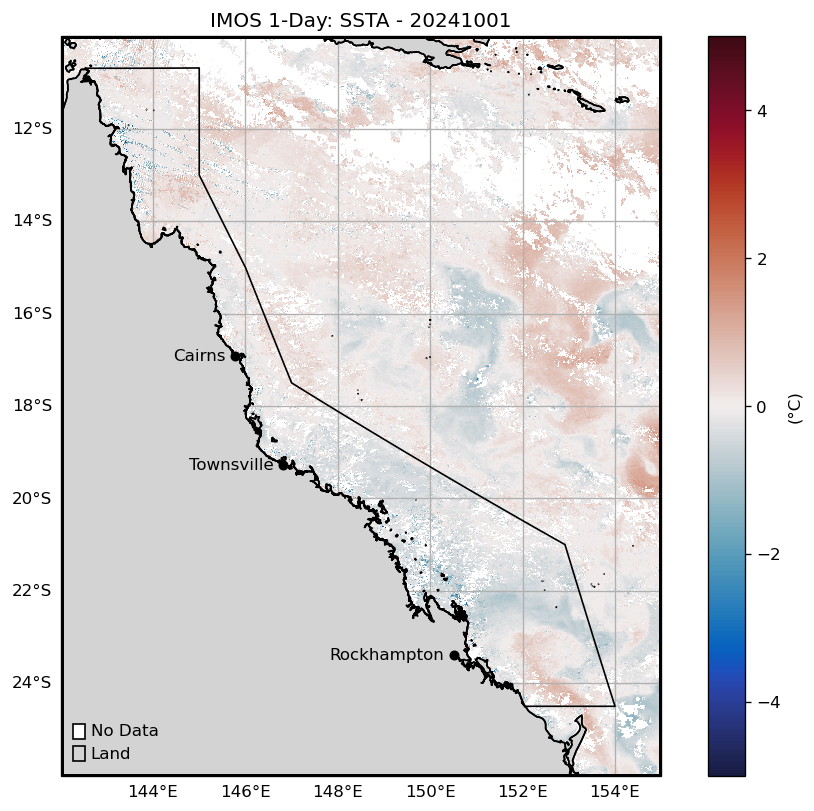 IMOS 1-Day: SSTA - 20241001
12°S
14°S
16°S
18°S
20°S
22°S
24°S
Cairns
Townsville
Rockhampton
No Data
Land
144°E 146°E 148°E 150°E 152°E 154°E
4
2
0
−2
−4
(°C)